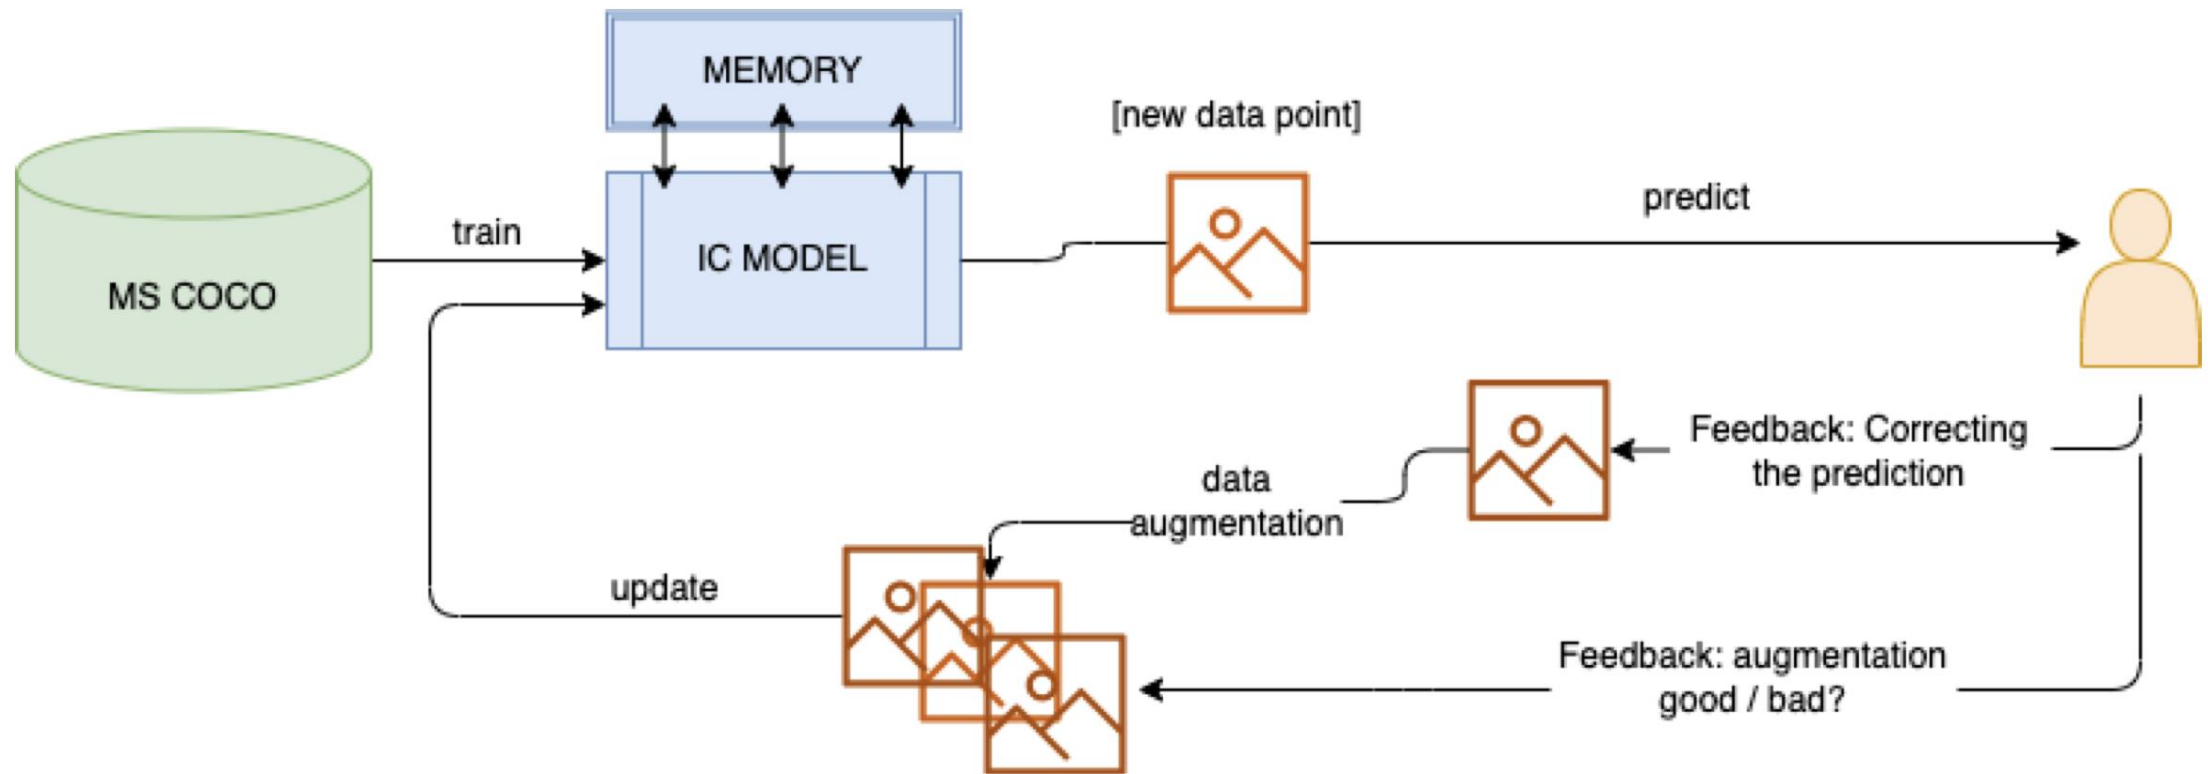 MEMORY
[new data point]
predict
train
IC MODEL
MS COCO
Feedback: Correcting
the prediction
data
augmentation
update
Feedback: augmentation
good / bad?